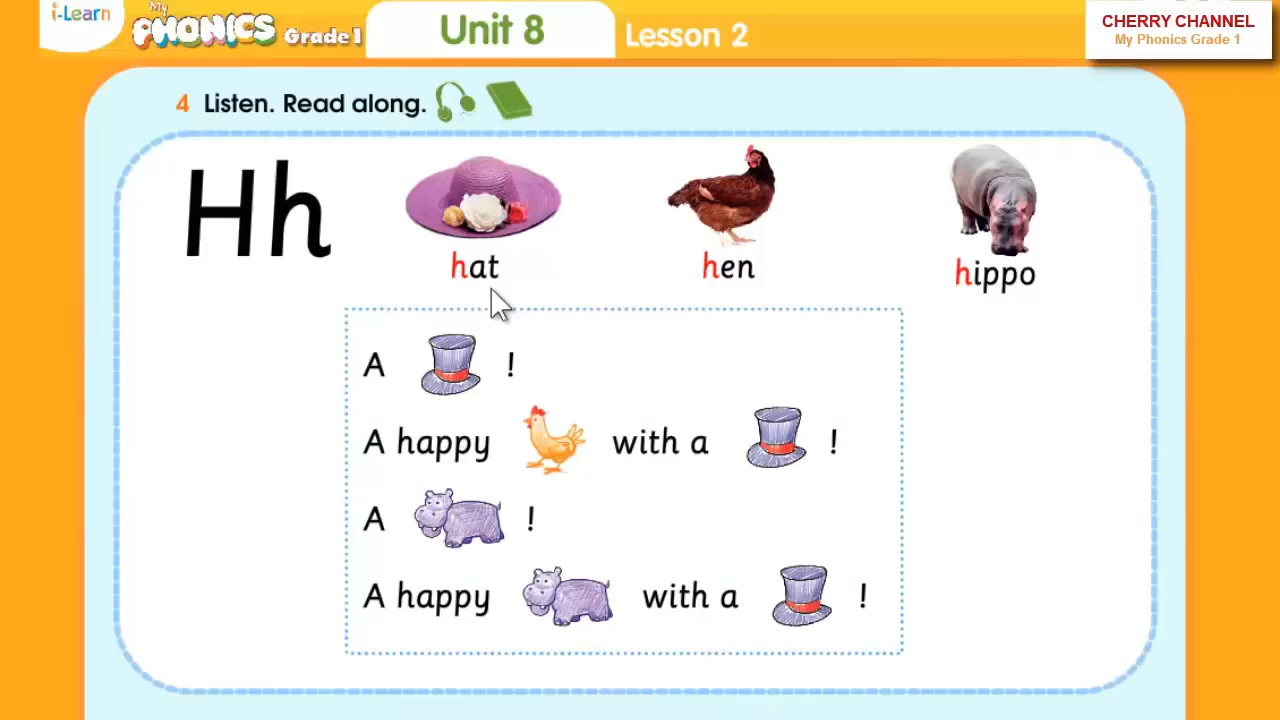 i-Learn
My PHONICS Grade 1
Unit 8
Lesson 2
CHERRY CHANNEL
My Phonics Grade 1
4 Listen. Read along.
Hh
hat
hen
hippo
A !
A happy with a !
A !
A happy with a !